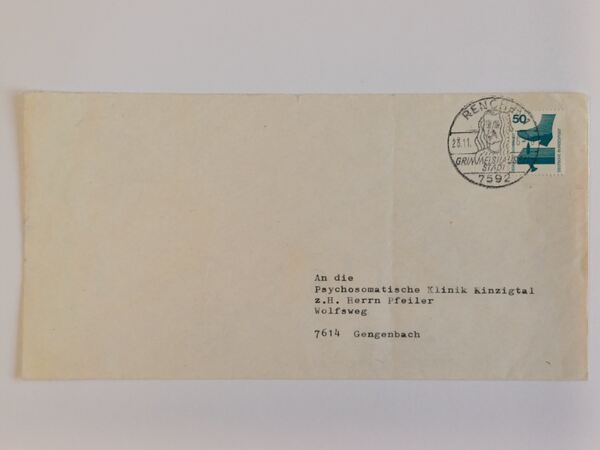 RENCHEN
50
23.11.
GRIMMELSHAUSEN
STADT
7592
An die
Psychosomatische Klinik Kinzigtal
z.H. Herrn Pfeiler
Wolfsweg
7614 Gengenbach